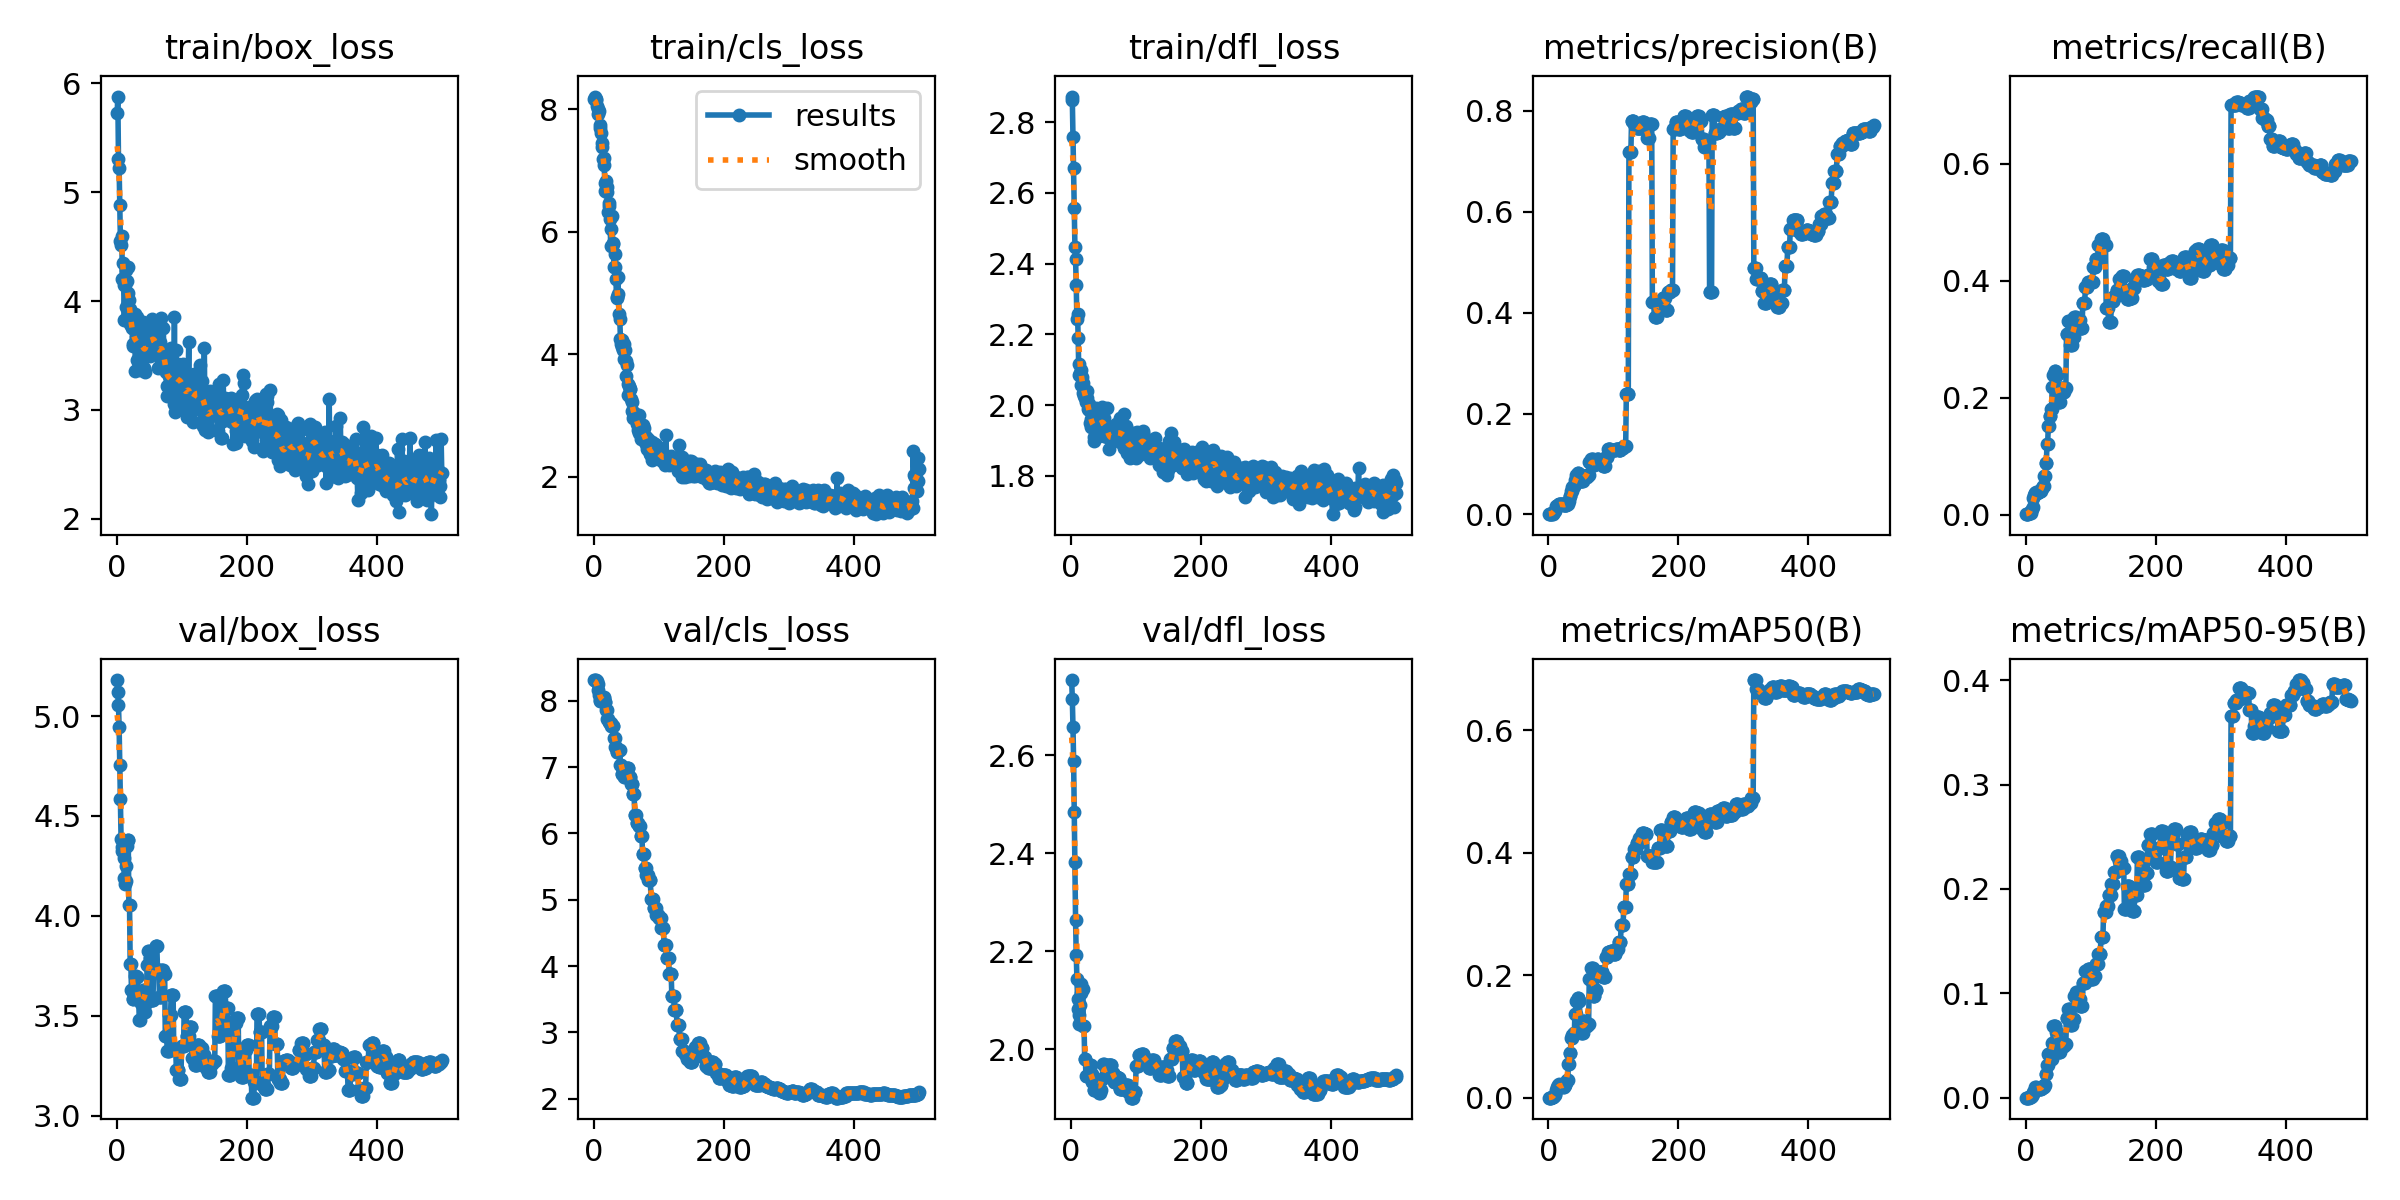 train/box_loss
6
5
4
3
2
0 200 400
train/cls_loss
results
smooth
8
6
4
2
0 200 400
train/dfl_loss
2.8
2.6
2.4
2.2
2.0
1.8
0 200 400
metrics/precision(B)
0.8
0.6
0.4
0.2
0.0
0 200 400
metrics/recall(B)
0.6
0.4
0.2
0.0
0 200 400
val/box_loss
5.0
4.5
4.0
3.5
3.0
0 200 400
val/cls_loss
8
7
6
5
4
3
2
0 200 400
val/dfl_loss
2.6
2.4
2.2
2.0
0 200 400
metrics/mAP50(B)
0.6
0.4
0.2
0.0
0 200 400
metrics/mAP50-95(B)
0.4
0.3
0.2
0.1
0.0
0 200 400